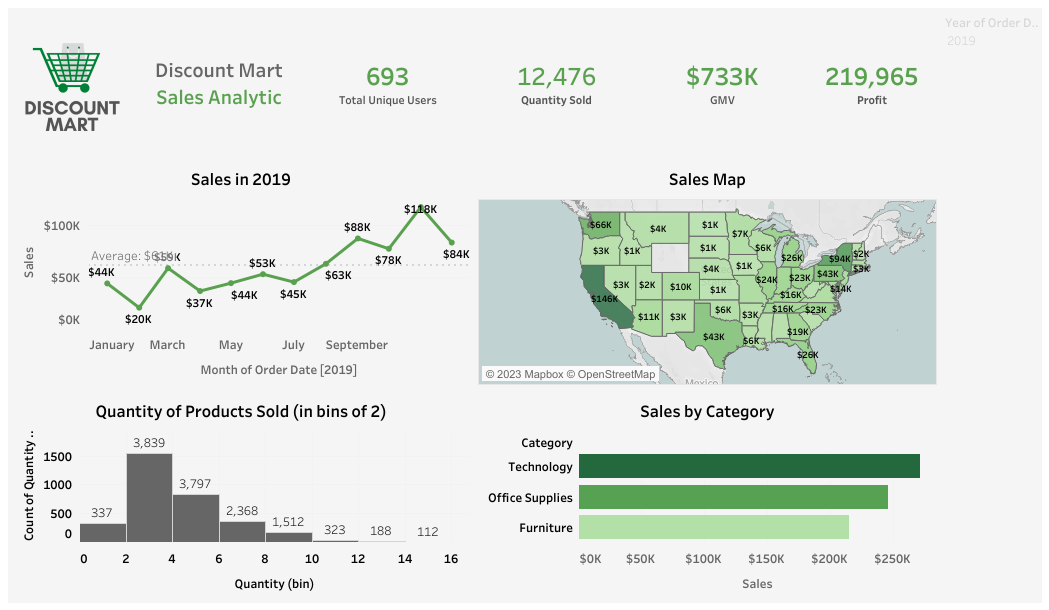 Year of Order D..
2019
DISCOUNT
MART
Discount Mart
Sales Analytic
693
Total Unique Users
12,476
Quantity Sold
$733K
GMV
219,965
Profit
Sales in 2019
Sales
$100K
$50K
$0K
Average:
$44K
$20K
$37K
$44K
$53K
$45K
$63K
$88K
$78K
$118K
$84K
January March May July September
Month of Order Date [2019]
Sales Map
$66K $4K $1K $7K $6K $26K $94K $2K
$3K $1K $1K $1K $23K $43K $3K
$146K $3K $2K $10K $4K $1K $24K $16K $14K
$11K $3K $6K $3K $16K $23K
$43K $6K $19K $26K
© 2023 Mapbox © OpenStreetMap
Mexico
Quantity of Products Sold (in bins of 2)
Count of Quantity ..
1500
1000
500
0
337 3,839 3,797 2,368 1,512 323 188 112
0 2 4 6 8 10 12 14 16
Quantity (bin)
Sales by Category
Category
Technology
Office Supplies
Furniture
$0K $50K $100K $150K $200K $250K
Sales